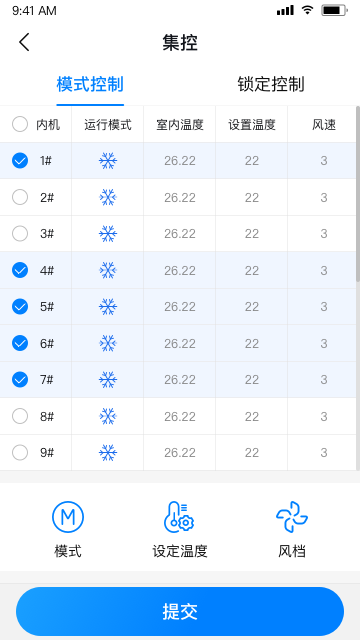 9:41 AM
集控
模式控制 锁定控制
内机 运行模式 室内温度 设置温度 风速
1# 26.22 22 3
2# 26.22 22 3
3# 26.22 22 3
4# 26.22 22 3
5# 26.22 22 3
6# 26.22 22 3
7# 26.22 22 3
8# 26.22 22 3
9# 26.22 22 3
M
模式 设定温度 风档
提交